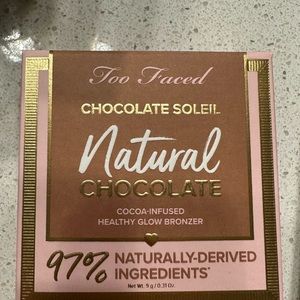 Too Faced
CHOCOLATE SOLEIL
Natural
CHOCOLATE
COCOA-INFUSED
HEALTHY GLOW BRONZER
97% NATURALLY-DERIVED
INGREDIENTS*
Net Wt. 9 g / 0.31 Oz.